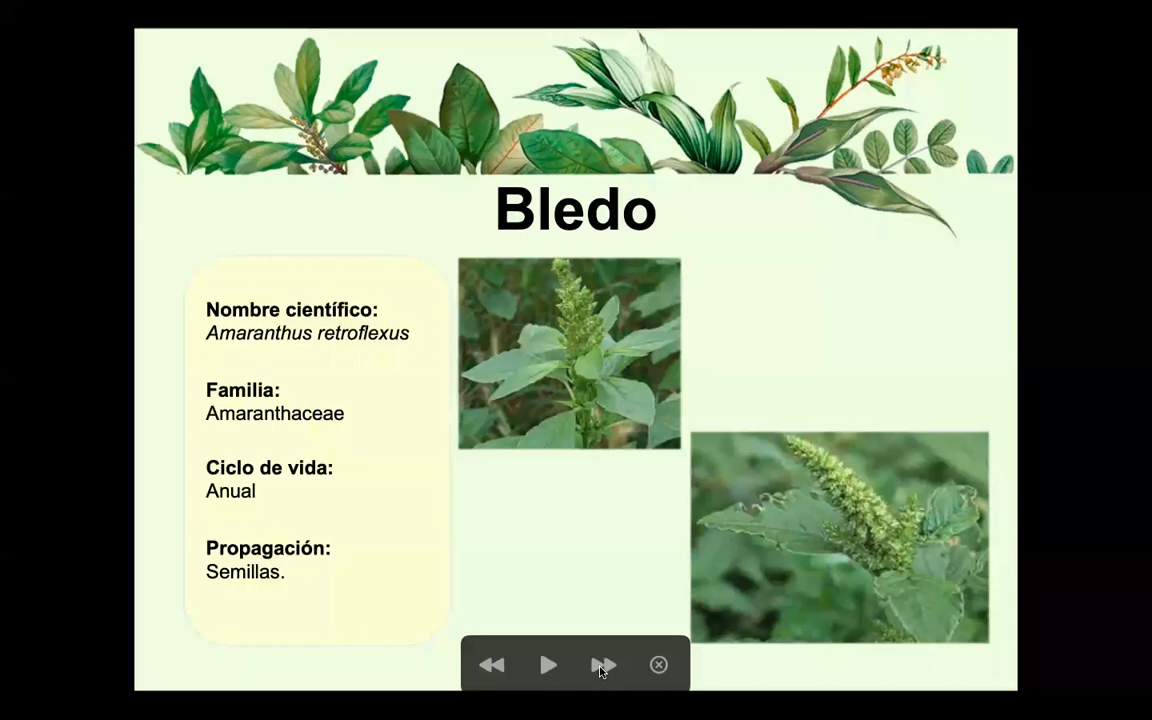 Bledo
Nombre científico:
Amaranthus retroflexus
Familia:
Amaranthaceae
Ciclo de vida:
Anual
Propagación:
Semillas.